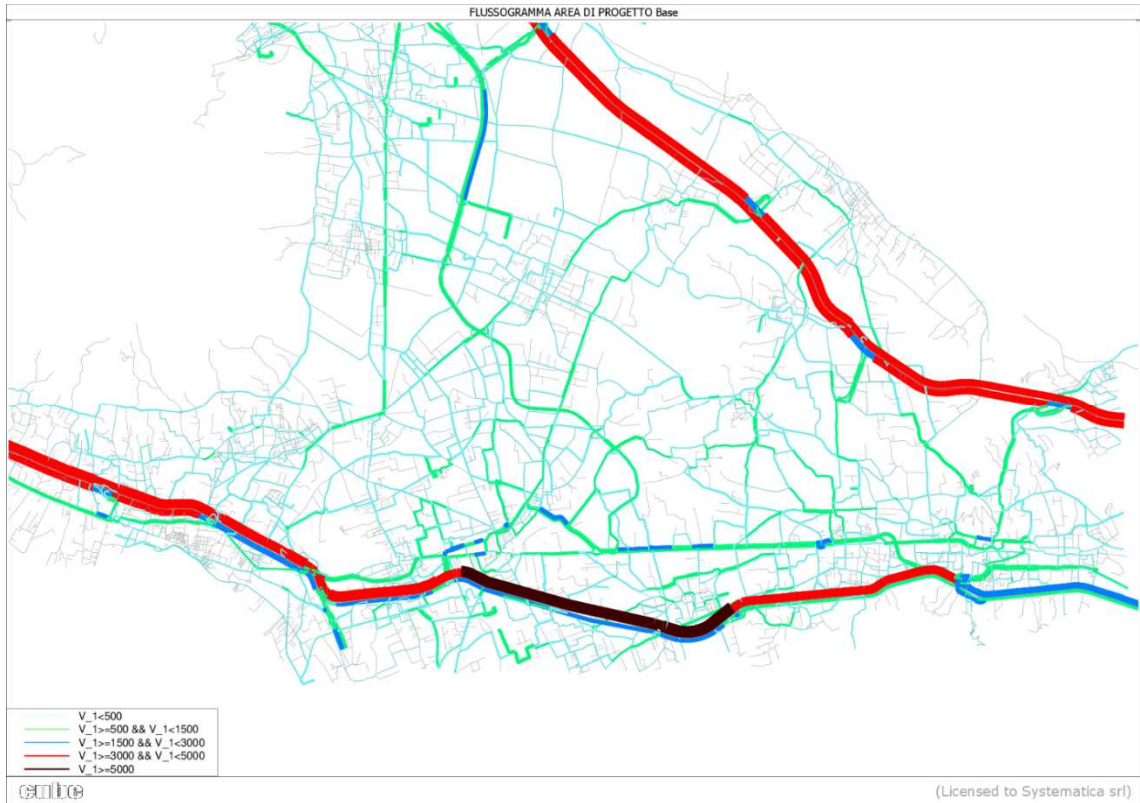 FLUSSOGRAMMA AREA DI PROGETTO Base
V_1<500
V_1>=500 && V_1<1500
V_1>=1500 && V_1<3000
V_1>=3000 && V_1<5000
V_1>=5000
cube
(Licensed to Systematica srl)